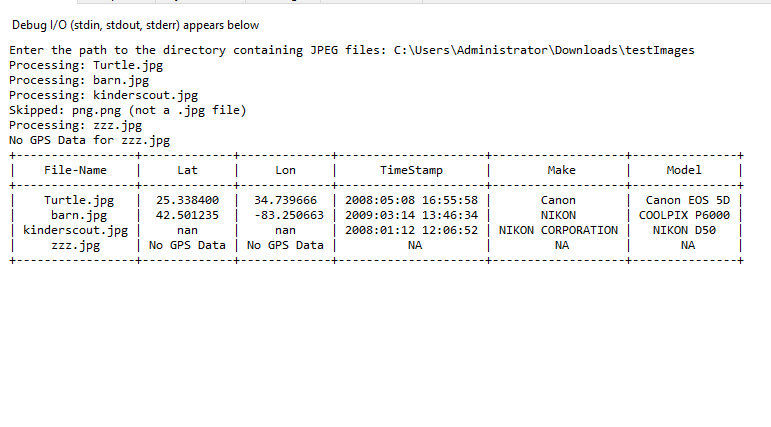 Debug I/O (stdin, stdout, stderr) appears below
Enter the path to the directory containing JPEG files: C:\Users\Administrator\Downloads\testImages
Processing: Turtle.jpg
Processing: barn.jpg
Processing: kinderscout.jpg
Skipped: png.png (not a .jpg file)
Processing: zzz.jpg
No GPS Data for zzz.jpg
+-----------------+-------------+-------------+---------------------+-------------------+---------------+
| File-Name | Lat | Lon | TimeStamp | Make | Model |
+-----------------+-------------+-------------+---------------------+-------------------+---------------+
| Turtle.jpg | 25.338400 | 34.739666 | 2008:05:08 16:55:58 | Canon | Canon EOS 5D |
| barn.jpg | 42.501235 | -83.250663 | 2009:03:14 13:46:34 | NIKON | COOLPIX P6000 |
| kinderscout.jpg | nan | nan | 2008:01:12 12:06:52 | NIKON CORPORATION | NIKON D50 |
| zzz.jpg | No GPS Data | No GPS Data | NA | NA | NA |
+-----------------+-------------+-------------+---------------------+-------------------+---------------+